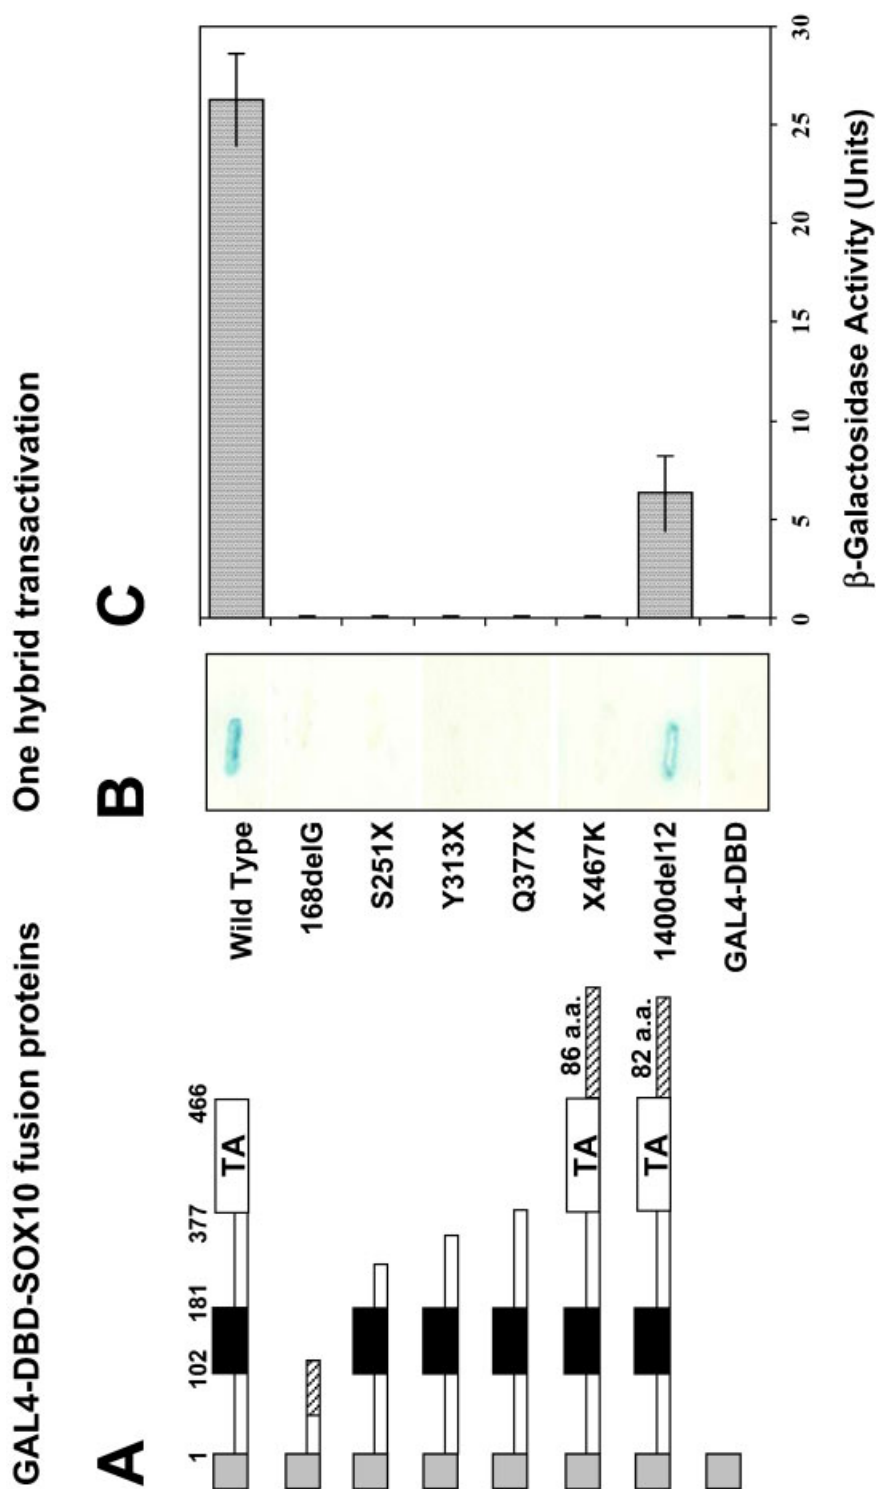 GAL4-DBD-SOX10 fusion proteins
One hybrid transactivation
A
B
C
1
102
181
377
466
TA
86 a.a.
TA
82 a.a.
TA
Wild Type
168delG
S251X
Y313X
Q377X
X467K
1400del12
GAL4-DBD
0
5
10
15
20
25
30
β-Galactosidase Activity (Units)